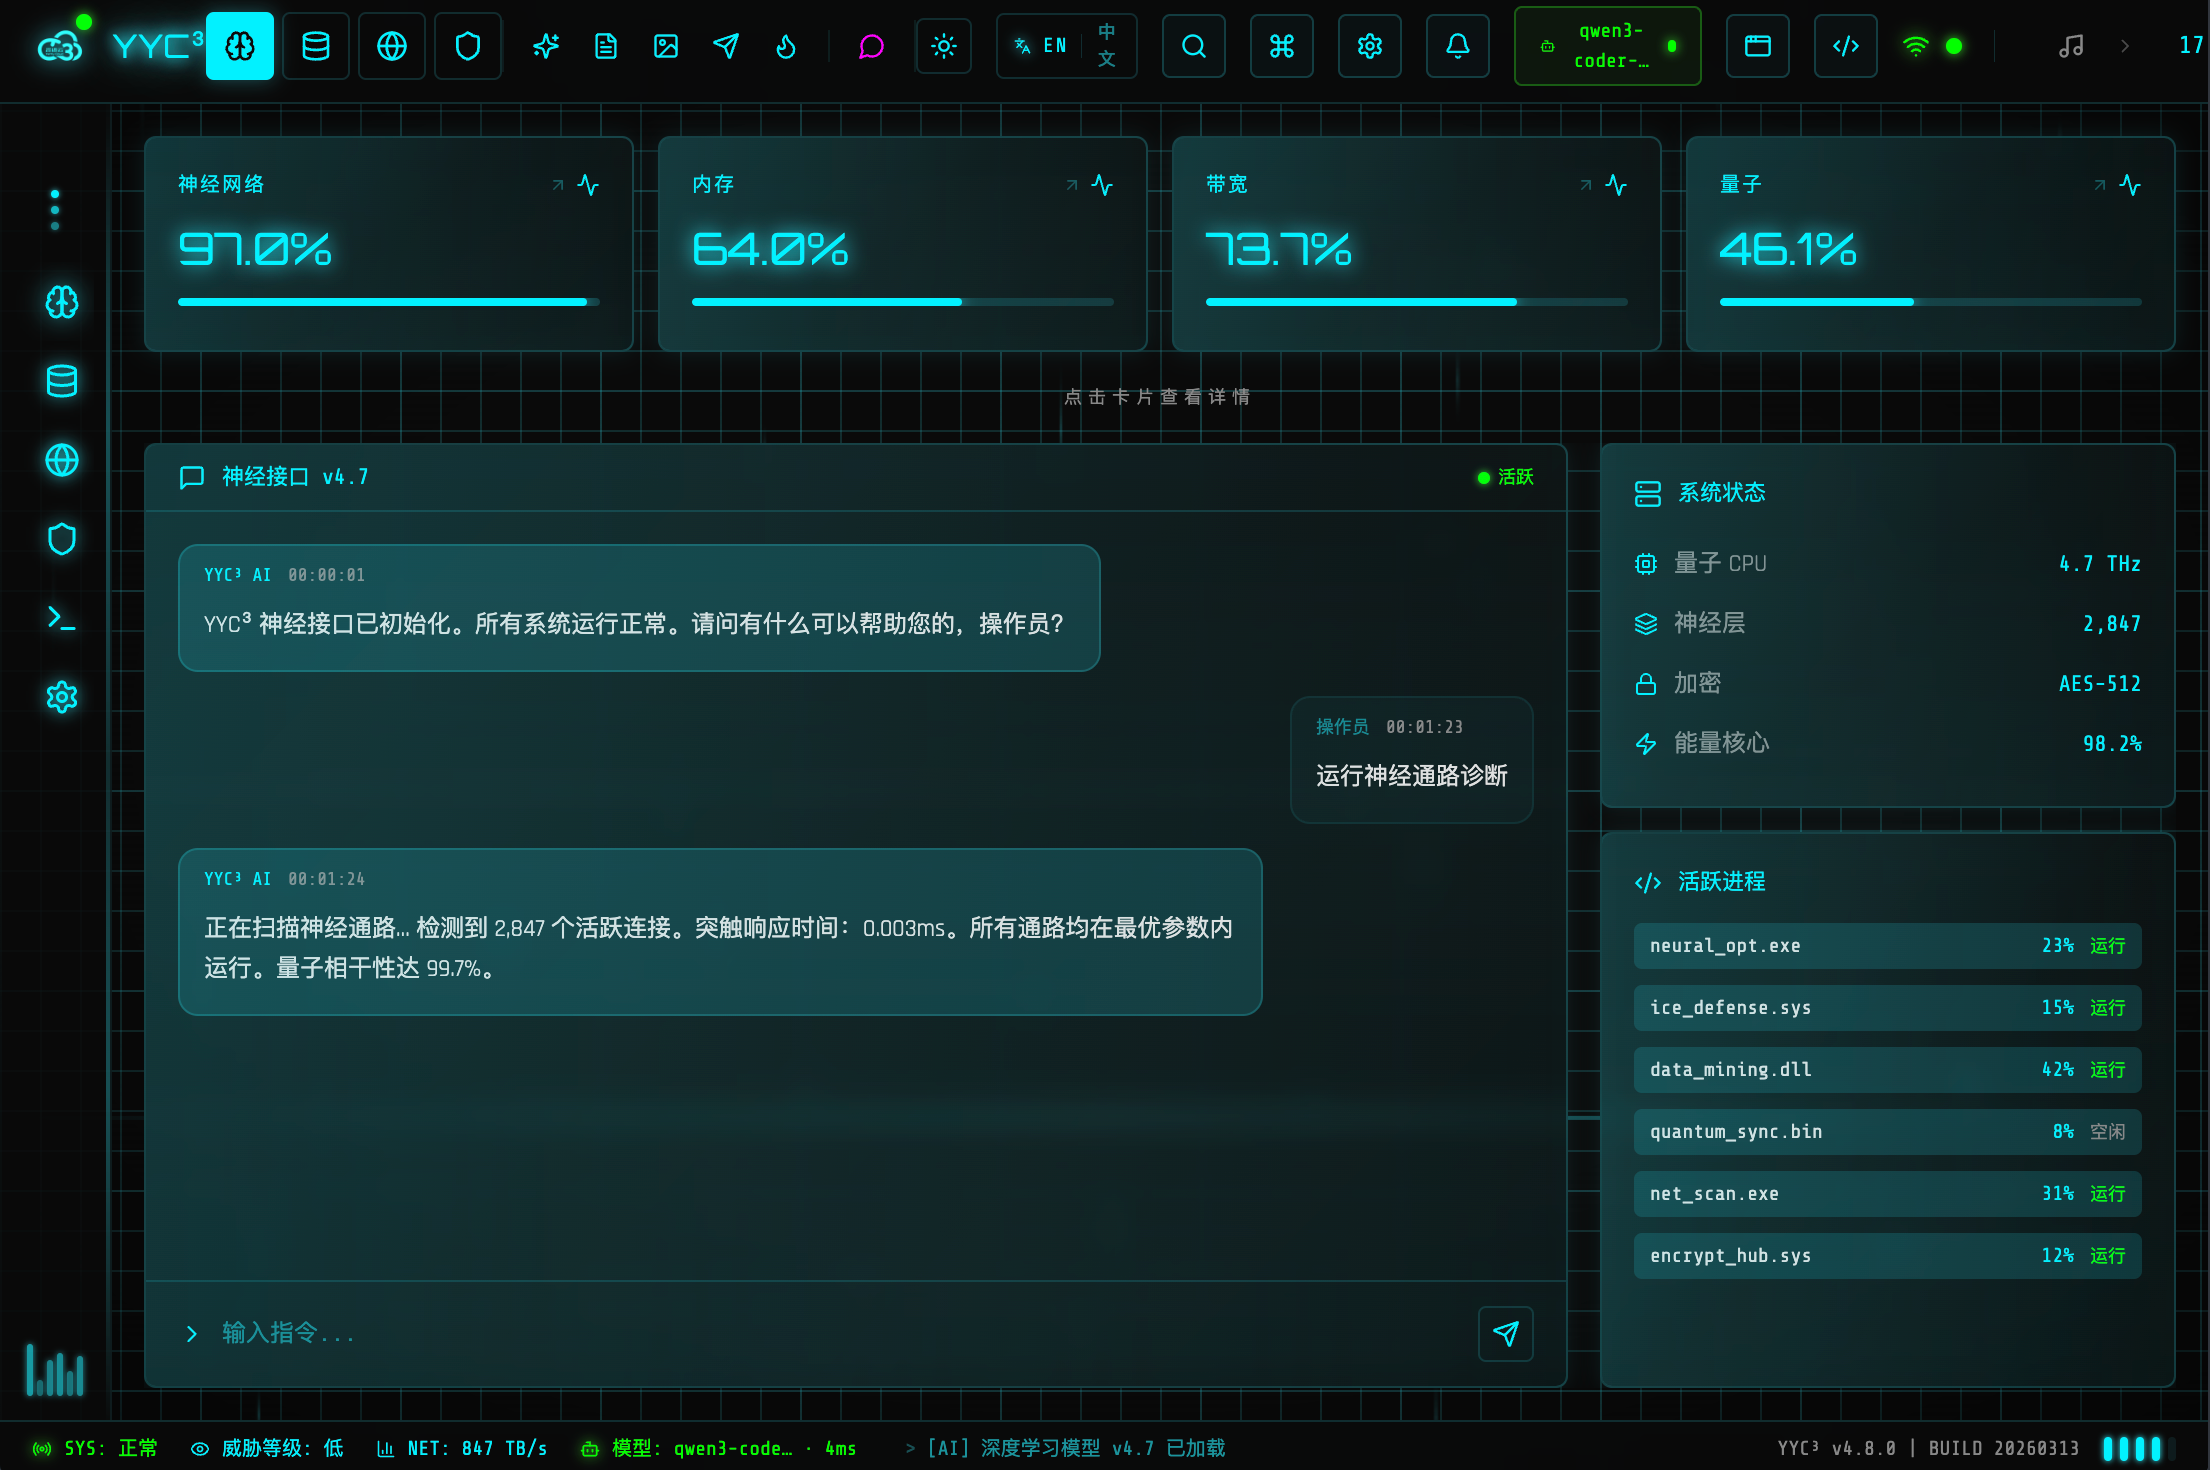 YYC³
EN
中文
qwen3-
coder-…
17
神经网络
97.0%
内存
64.0%
带宽
73.7%
量子
46.1%
点击卡片查看详情
神经接口 v4.7
活跃
YYC³ AI 00:00:01
YYC³ 神经接口已初始化。所有系统运行正常。请问有什么可以帮助您的，操作员？
操作员 00:01:23
运行神经通路诊断
YYC³ AI 00:01:24
正在扫描神经通路... 检测到 2,847 个活跃连接。突触响应时间：0.003ms。所有通路均在最优参数内
运行。量子相干性达 99.7%。
输入指令...
系统状态
量子 CPU 4.7 THz
神经层 2,847
加密 AES-512
能量核心 98.2%
活跃进程
neural_opt.exe 23% 运行
ice_defense.sys 15% 运行
data_mining.dll 42% 运行
quantum_sync.bin 8% 空闲
net_scan.exe 31% 运行
encrypt_hub.sys 12% 运行
SYS: 正常 威胁等级: 低 NET: 847 TB/s 模型: qwen3-code… · 4ms > [AI] 深度学习模型 v4.7 已加载 YYC³ v4.8.0 | BUILD 20260313